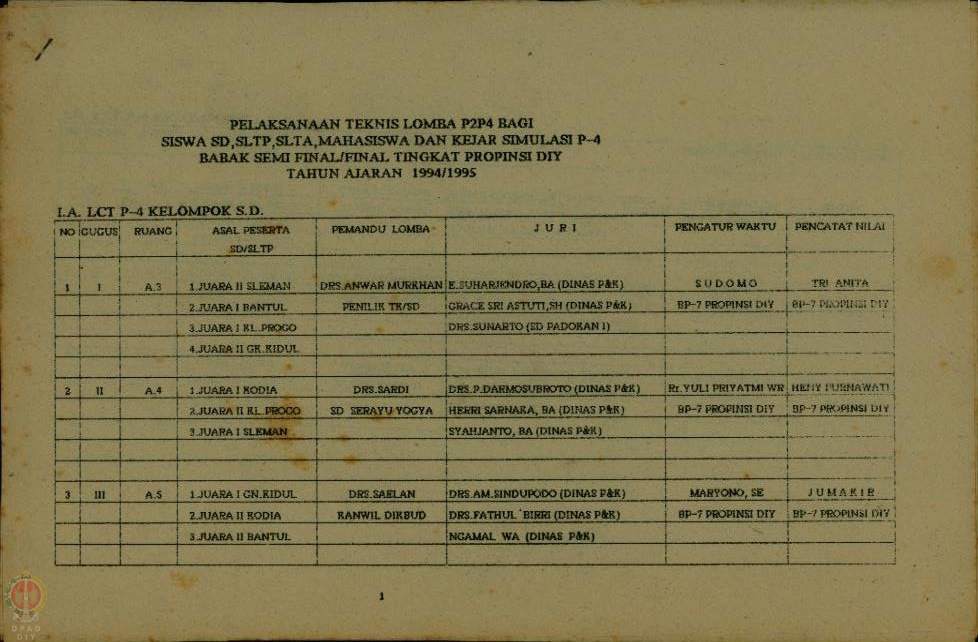 PELAKSANAAN TEKNIS LOMBA P2P4 BAGI
SISWA SD,SLTP,SLTA,MAHASISWA DAN KEJAR SIMULASI P-4
BABAK SEMI FINAL/FINAL TINGKAT PROPINSI DIY
TAHUN AJARAN 1994/1995
I.A. LCT P-4 KELOMPOK S.D.
NO GUGUS RUANG ASAL PESERTA PEMANDU LOMBA J U R I PENGATUR WAKTU PENCATAT NILAI
SD/SLTP
1 I A.3 1.JUARA II SLEMAN DRS.ANWAR MURKHAN E.SUHARJENDRO,BA (DINAS P&K) S U D O M O TRI ANITA
2.JUARA I BANTUL PENILIK TK/SD GRACE SRI ASTUTI,SH (DINAS P&K) BP-7 PROPINSI DIY BP-7 PROPINSI DIY
3.JUARA I KL.PROGO DRS.SUNARTO (SD PADOKAN I)
4.JUARA II GK.KIDUL
2 II A.4 1.JUARA I KODIA DRS.SARDI DRS.P.DARMOSUBROTO (DINAS P&K) Rr.YULI PRIYATMI WR HENY PURNAWATI
2.JUARA II KL.PROGO SD SERAYU YOGYA HERRI SARNAKA, BA (DINAS P&K) BP-7 PROPINSI DIY BP-7 PROPINSI DIY
3.JUARA I SLEMAN SYAHJANTO, BA (DINAS P&K)
3 III A.5 1.JUARA I GN.KIDUL DRS.SAELAN DRS.AM.SINDUPODO (DINAS P&K) MARYONO, SE J U M A K I R
2.JUARA II KODIA KANWIL DIKBUD DRS.FATHUL BIRRI (DINAS P&K) BP-7 PROPINSI DIY BP-7 PROPINSI DIY
3.JUARA II BANTUL NGAMAL WA (DINAS P&K)
1
DPAD
DIY